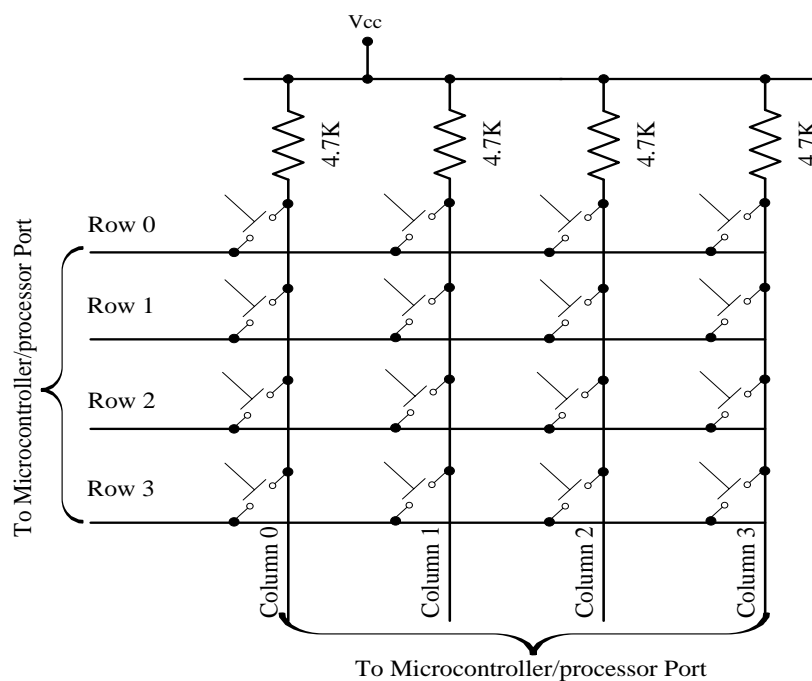 Vcc
4.7K
4.7K
4.7K
4.7K
Row 0
Row 1
Row 2
Row 3
To Microcontroller/processor Port
Column 0
Column 1
Column 2
Column 3
To Microcontroller/processor Port